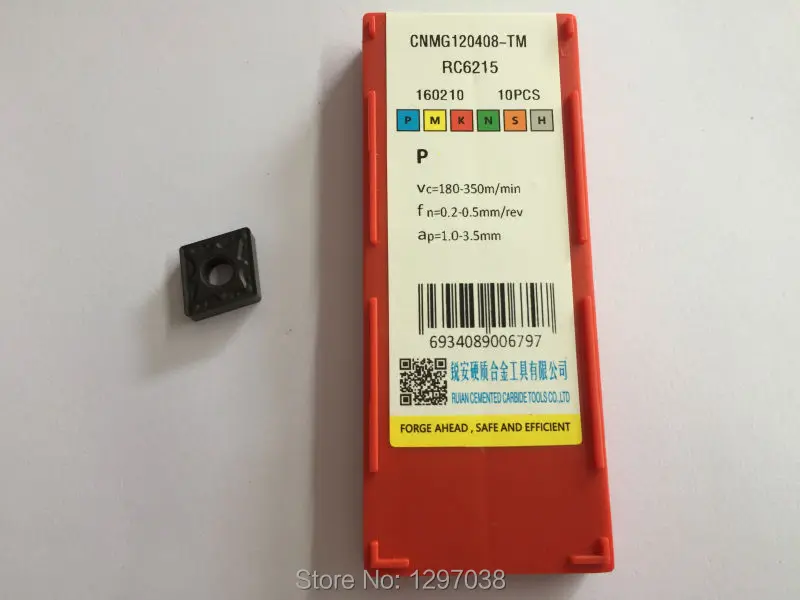 CNMG120408-TM
RC6215
160210 10PCS
P M K N S H
P
Vc=180-350m/min
fn=0.2-0.5mm/rev
ap=1.0-3.5mm
6934089006797
锐安硬质合金工具有限公司
RUIAN CEMENTED CARBIDE TOOLS CO.,LTD
FORGE AHEAD , SAFE AND EFFICIENT
Store No: 1297038